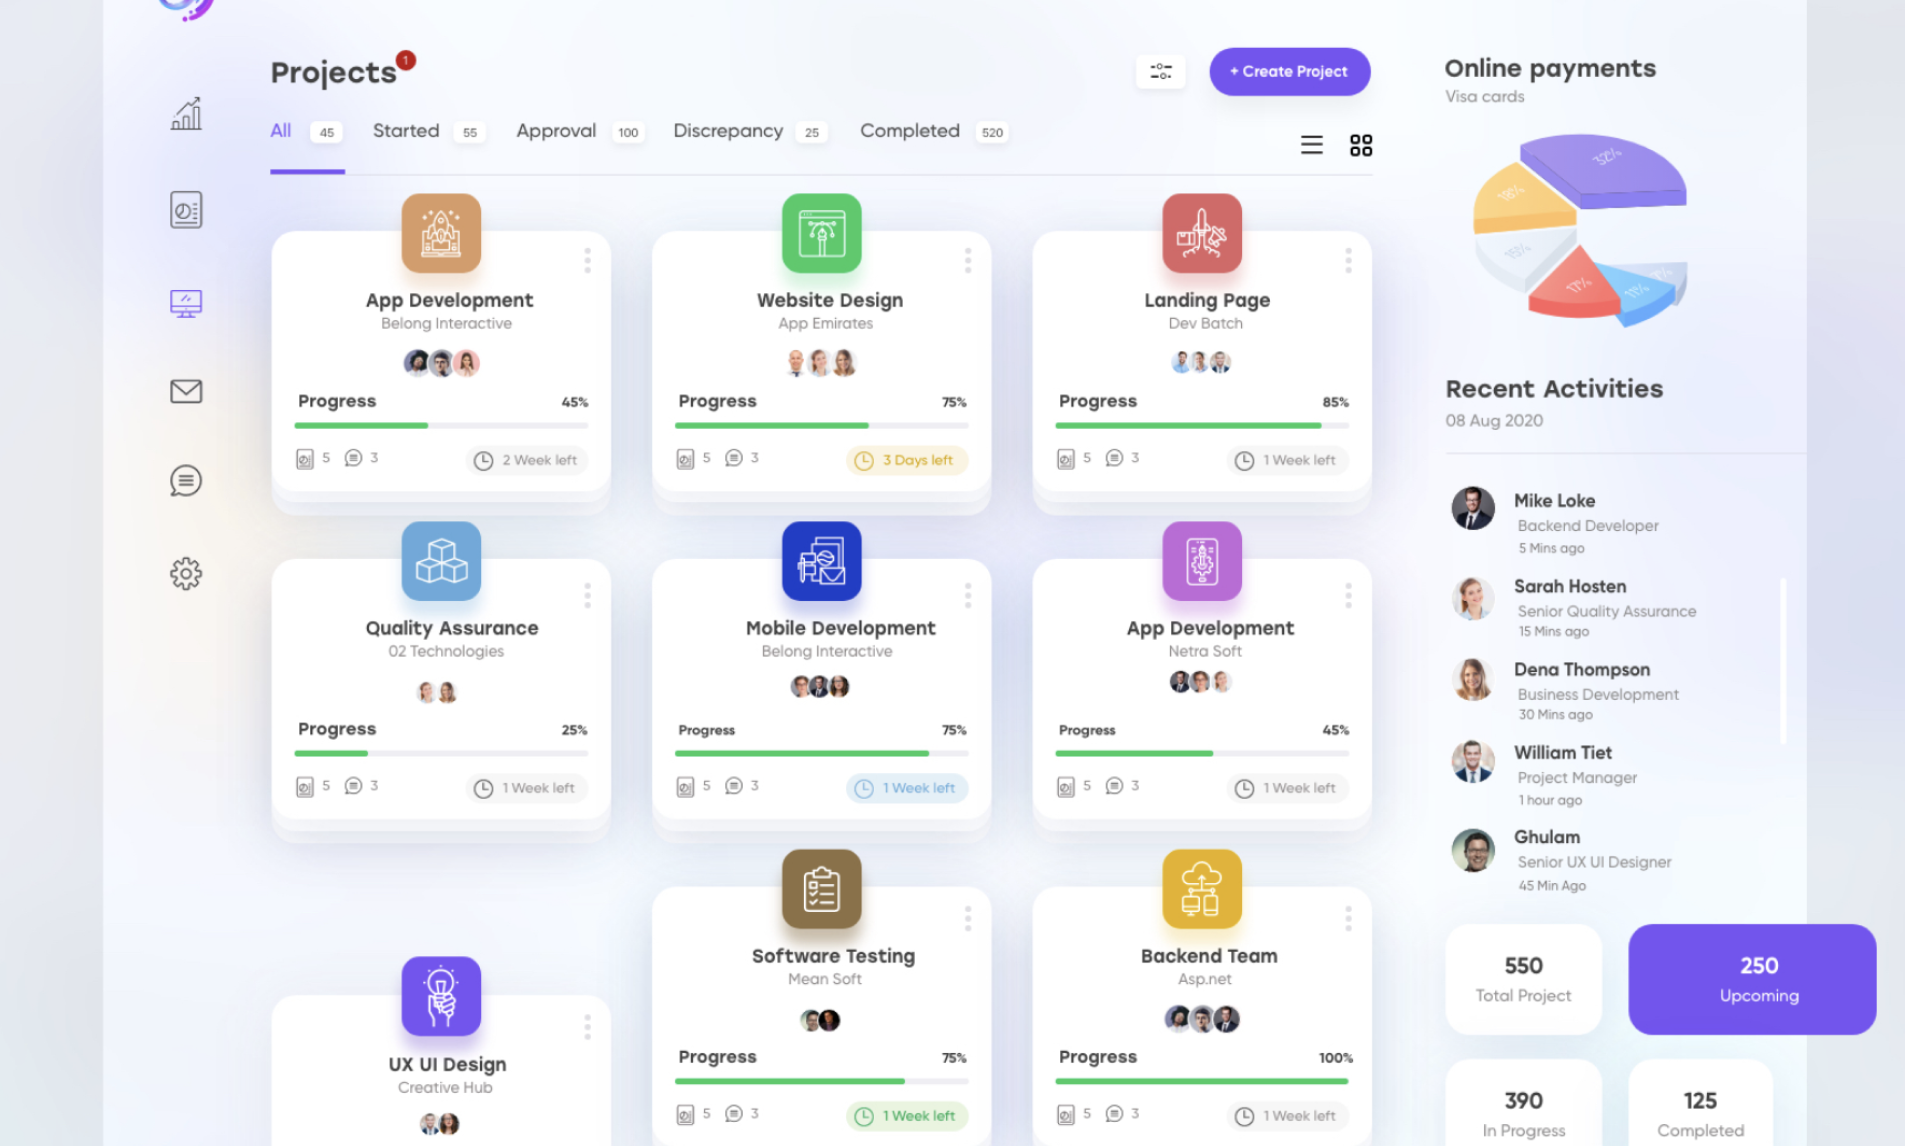 Projects
1
+ Create Project
All 45 Started 55 Approval 100 Discrepancy 25 Completed 520
App Development
Belong Interactive
Progress 45%
5 3 2 Week left
Website Design
App Emirates
Progress 75%
5 3 3 Days left
Landing Page
Dev Batch
Progress 85%
5 3 1 Week left
Quality Assurance
02 Technologies
Progress 25%
5 3 1 Week left
Mobile Development
Belong Interactive
Progress 75%
5 3 1 Week left
App Development
Netra Soft
Progress 45%
5 3 1 Week left
UX UI Design
Creative Hub
Software Testing
Mean Soft
Progress 75%
5 3 1 Week left
Backend Team
Asp.net
Progress 100%
5 3 1 Week left
Online payments
Visa cards
32%
18%
15%
17%
11%
Recent Activities
08 Aug 2020
Mike Loke
Backend Developer
5 Mins ago
Sarah Hosten
Senior Quality Assurance
15 Mins ago
Dena Thompson
Business Development
30 Mins ago
William Tiet
Project Manager
1 hour ago
Ghulam
Senior UX UI Designer
45 Min Ago
550
Total Project
250
Upcoming
390
In Progress
125
Completed